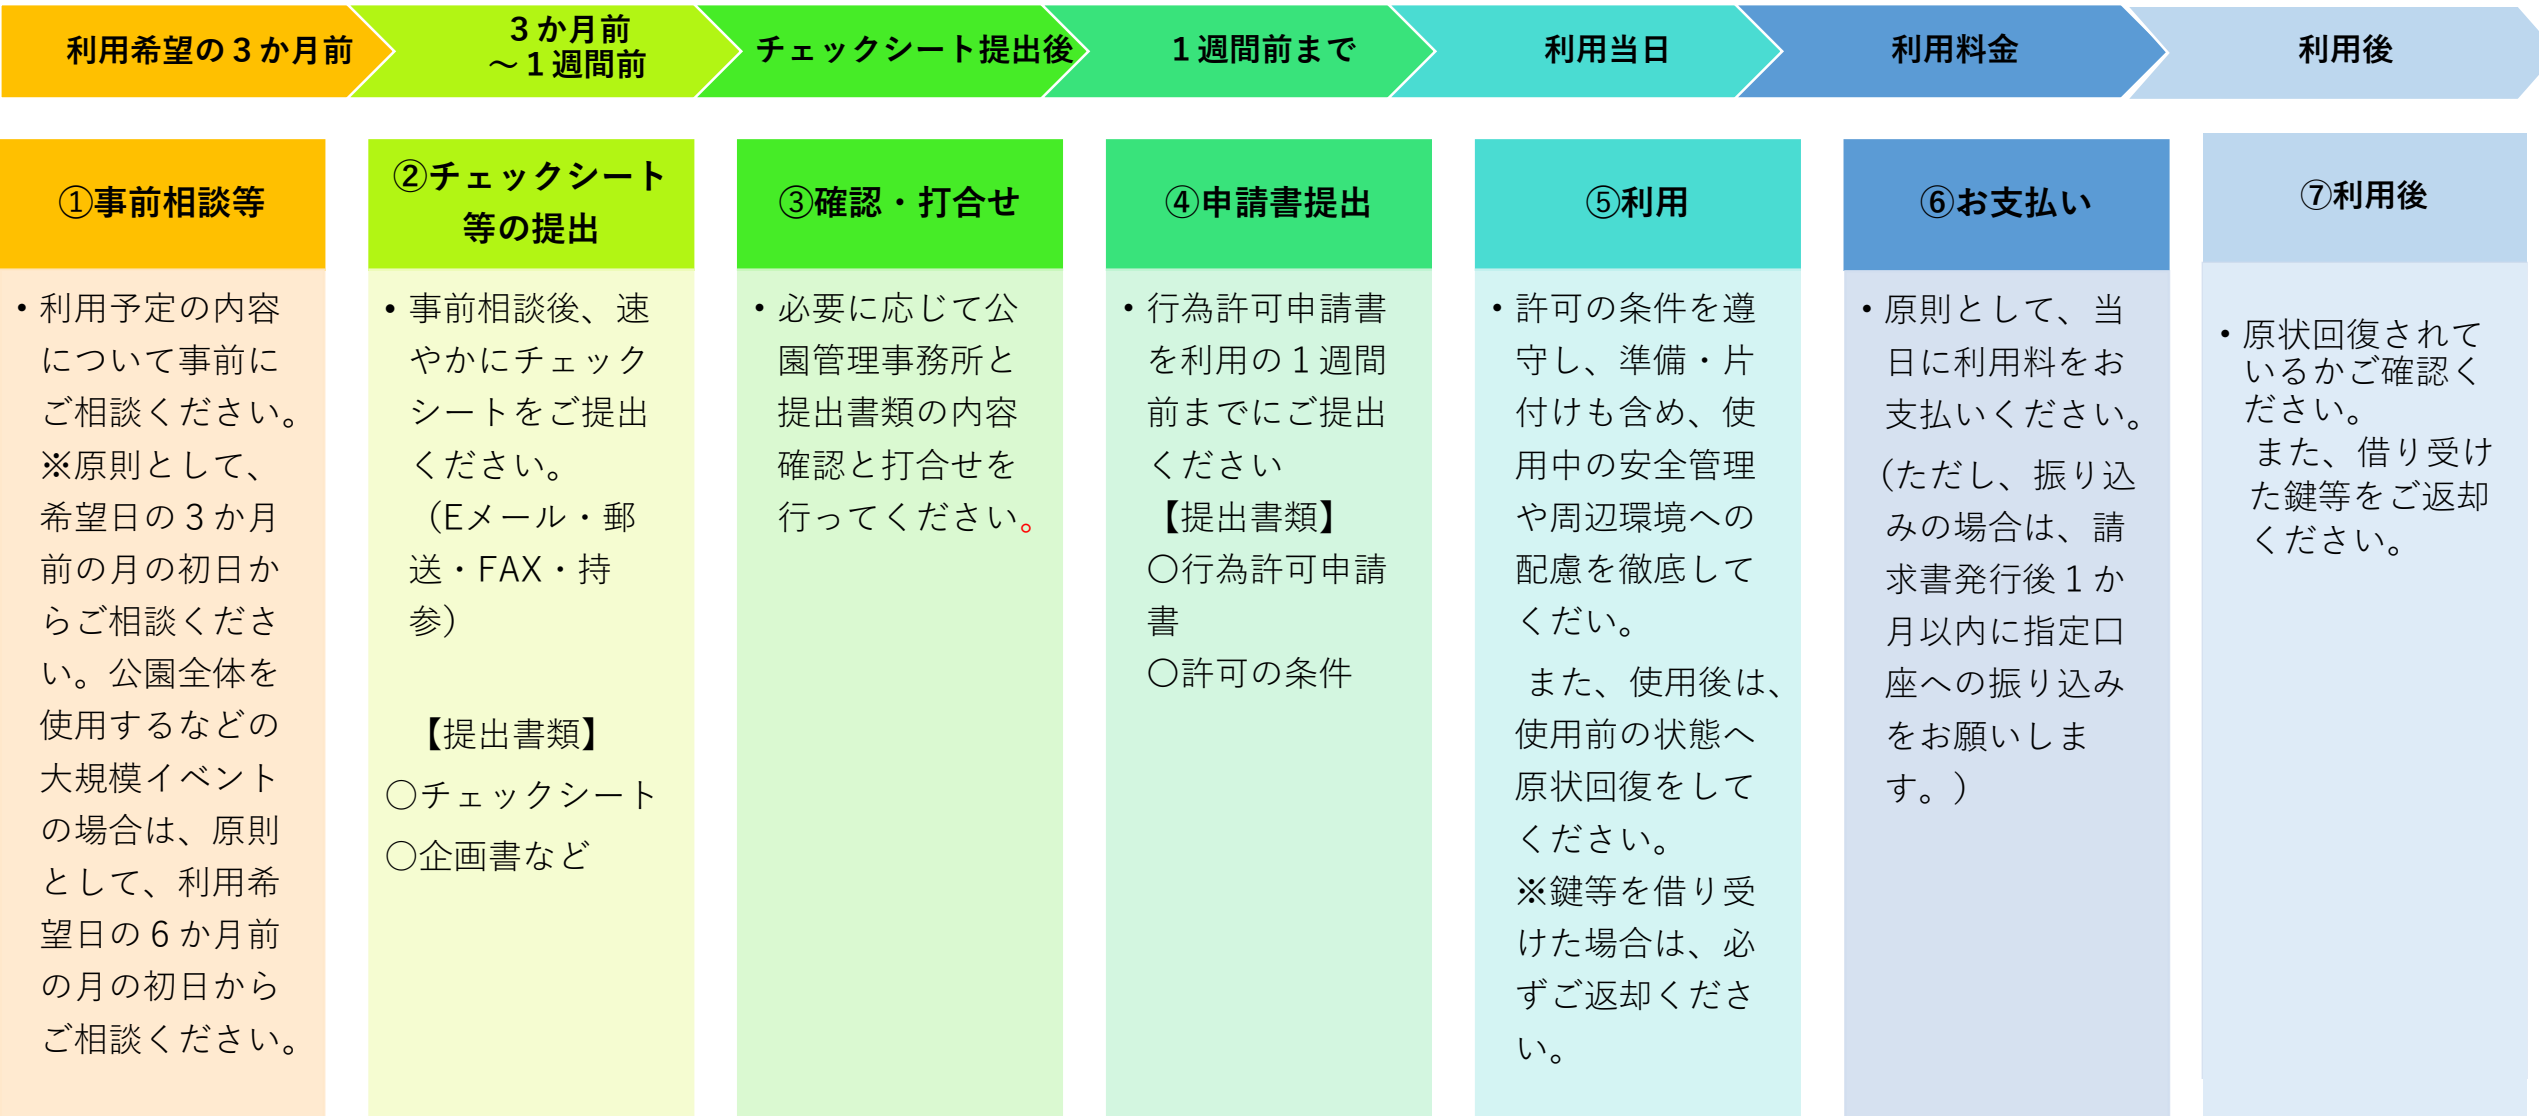 利用希望の３か月前
３か月前
～１週間前
チェックシート提出後
１週間前まで
利用当日
利用料金
利用後
①事前相談等
・利用予定の内容
について事前に
ご相談ください。
※原則として、
希望日の３か月
前の月の初日か
らご相談くださ
い。公園全体を
使用するなどの
大規模イベント
の場合は、原則
として、利用希
望日の６か月前
の月の初日から
ご相談ください。
②チェックシート
等の提出
・事前相談後、速
やかにチェック
シートをご提出
ください。
（Eメール・郵
送・FAX・持
参）
【提出書類】
○チェックシート
○企画書など
③確認・打合せ
・必要に応じて公
園管理事務所と
提出書類の内容
確認と打合せを
行ってください。
④申請書提出
・行為許可申請書
を利用の１週間
前までにご提出
ください
【提出書類】
○行為許可申請
書
○許可の条件
⑤利用
・許可の条件を遵
守し、準備・片
付けも含め、使
用中の安全管理
や周辺環境への
配慮を徹底して
くだい。
また、使用後は、
使用前の状態へ
原状回復をして
ください。
※鍵等を借り受
けた場合は、必
ずご返却くださ
い。
⑥お支払い
・原則として、当
日に利用料をお
支払いください。
（ただし、振り込
みの場合は、請
求書発行後１か
月以内に指定口
座への振り込み
をお願いしま
す。）
⑦利用後
・原状回復されて
いるかご確認く
ださい。
また、借り受け
た鍵等をご返却
ください。